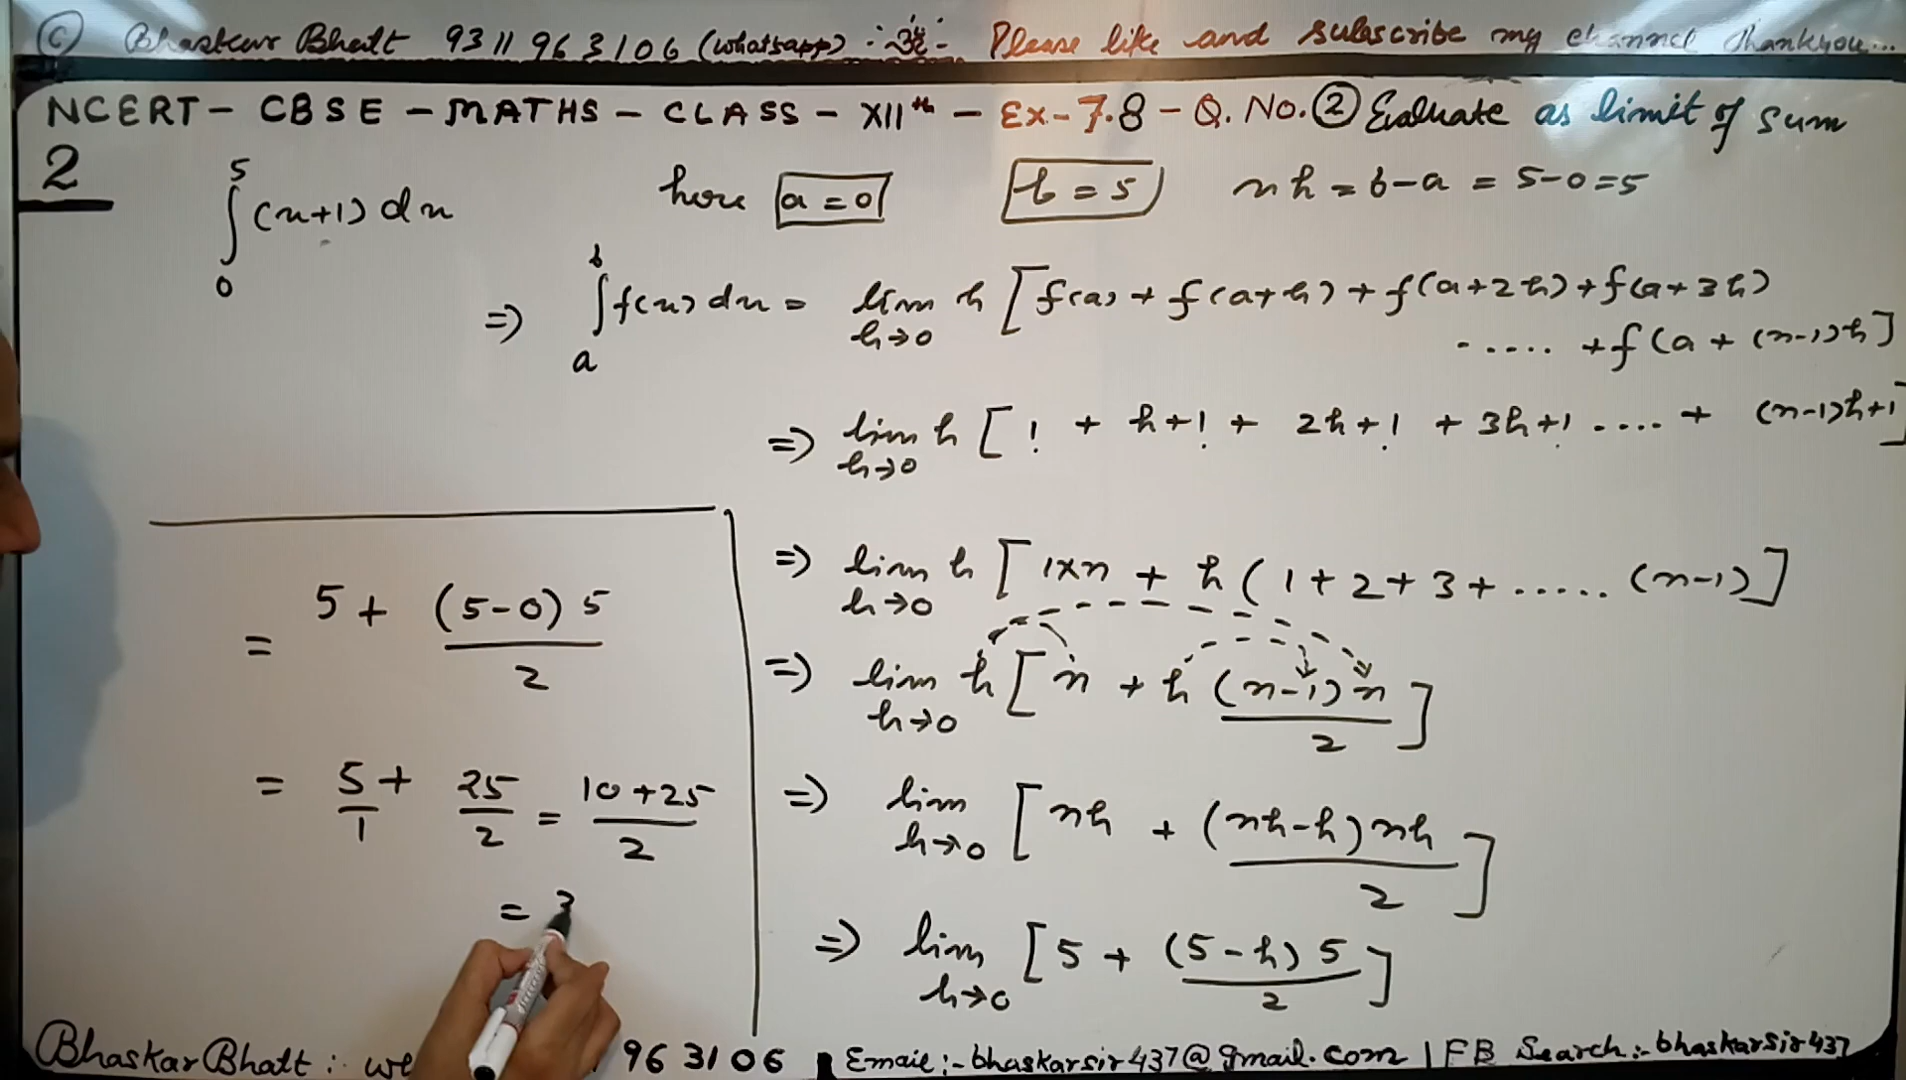 © Bhaskar Bhatt 9311 963106 (whatsapp) Please like and subscribe my channel Thankyou...
NCERT - CBSE - MATHS - CLASS - XIIth - Ex-7.8 - Q. No. ② Evaluate as limit of sum
2
∫₀⁵ (x+1) dx here a = 0 b = 5 nh = b-a = 5-0 = 5
⇒ ∫ₐᵇ f(x) dx = lim h→0 h [f(a) + f(a+h) + f(a+2h) + f(a+3h)
..... + f(a + (n-1)h]
⇒ lim h→0 h [ 1 + h+1 + 2h+1 + 3h+1 .... + (n-1)h+1]
⇒ lim h→0 h [1×n + h (1+2+3+ ..... (n-1)]
⇒ lim h→0 h [n + h (n-1) n / 2]
⇒ lim h→0 [nh + (nh-h) nh / 2]
⇒ lim h→0 [5 + (5-h) 5 / 2]
= 5 + (5-0) 5 / 2
= 5/1 + 25/2 = 10+25 / 2
= 3
Bhaskar Bhatt : we 963106 | Email :- bhaskarsir437@gmail.com | FB Search :- bhaskarsir437